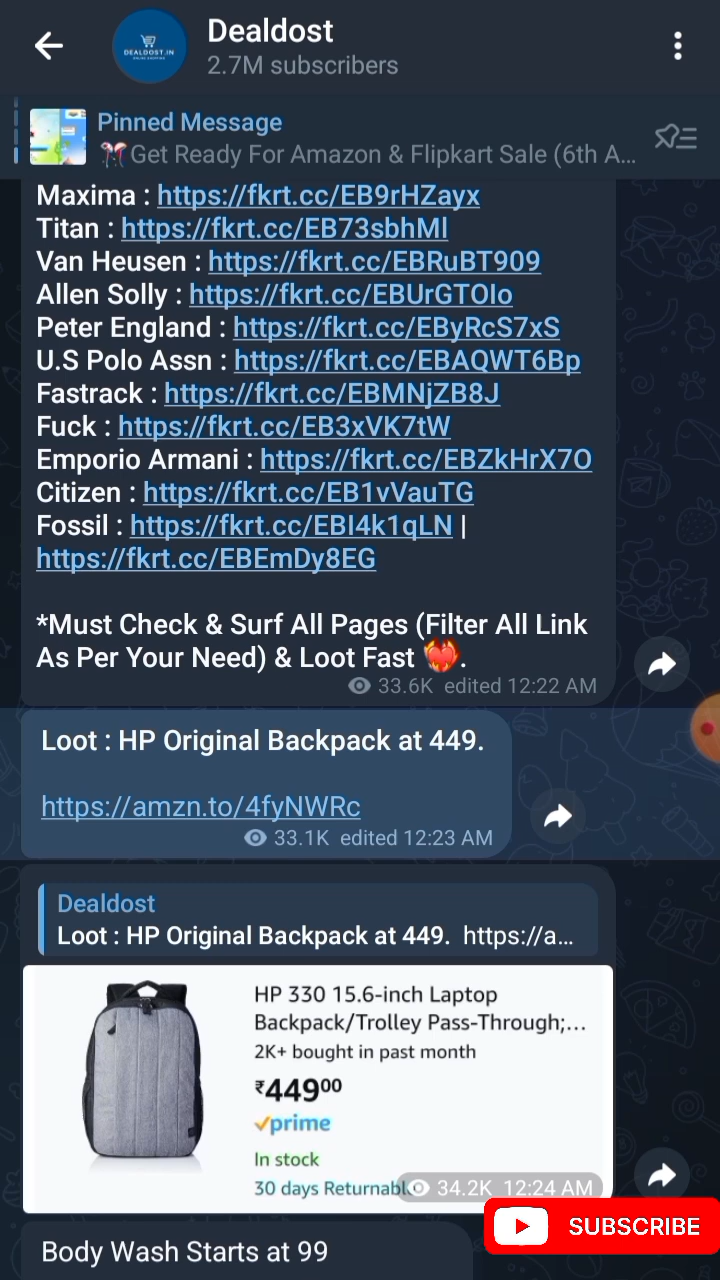 Dealdost
2.7M subscribers
DEALDOST.IN
Pinned Message
Get Ready For Amazon & Flipkart Sale (6th A...
Maxima : https://fkrt.cc/EB9rHZayx
Titan : https://fkrt.cc/EB73sbhMl
Van Heusen : https://fkrt.cc/EBRuBT909
Allen Solly : https://fkrt.cc/EBUrGTOIo
Peter England : https://fkrt.cc/EByRcS7xS
U.S Polo Assn : https://fkrt.cc/EBAQWT6Bp
Fastrack : https://fkrt.cc/EBMNjZB8J
Fuck : https://fkrt.cc/EB3xVK7tW
Emporio Armani : https://fkrt.cc/EBZkHrX7O
Citizen : https://fkrt.cc/EB1vVauTG
Fossil : https://fkrt.cc/EBI4k1qLN |
https://fkrt.cc/EBEmDy8EG
*Must Check & Surf All Pages (Filter All Link
As Per Your Need) & Loot Fast ❤️‍🔥.
33.6K edited 12:22 AM
Loot : HP Original Backpack at 449.
https://amzn.to/4fyNWRc
33.1K edited 12:23 AM
Dealdost
Loot : HP Original Backpack at 449. https://a...
HP 330 15.6-inch Laptop
Backpack/Trolley Pass-Through;...
2K+ bought in past month
₹44900
prime
In stock
30 days Returnabl
34.2K 12:24 AM
SUBSCRIBE
Body Wash Starts at 99